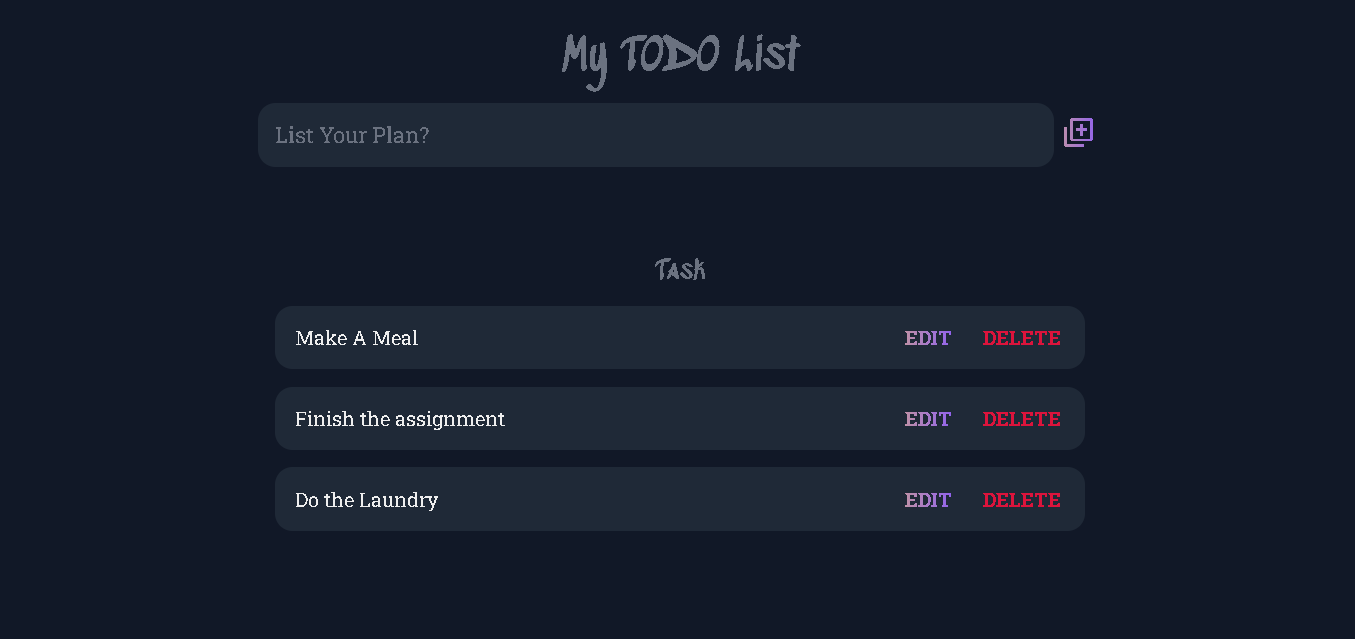 My TODO List
List Your Plan?
Task
Make A Meal EDIT DELETE
Finish the assignment EDIT DELETE
Do the Laundry EDIT DELETE